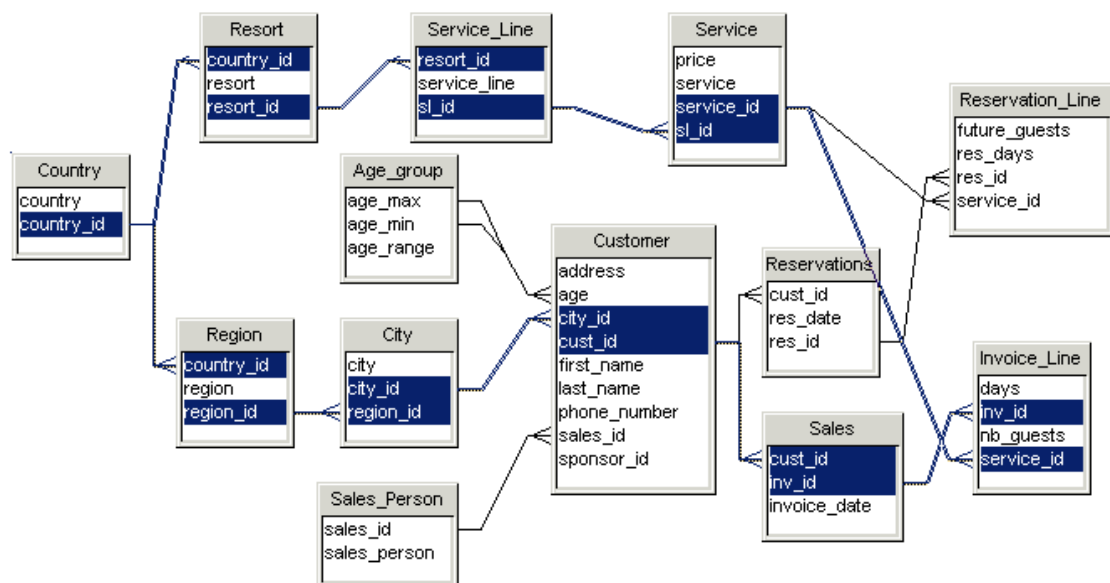 Resort
country_id
resort
resort_id
Service_Line
resort_id
service_line
sl_id
Service
price
service
service_id
sl_id
Reservation_Line
future_guests
res_days
res_id
service_id
Country
country
country_id
Age_group
age_max
age_min
age_range
Customer
address
age
city_id
cust_id
first_name
last_name
phone_number
sales_id
sponsor_id
Reservations
cust_id
res_date
res_id
Region
country_id
region
region_id
City
city
city_id
region_id
Invoice_Line
days
inv_id
nb_guests
service_id
Sales
cust_id
inv_id
invoice_date
Sales_Person
sales_id
sales_person